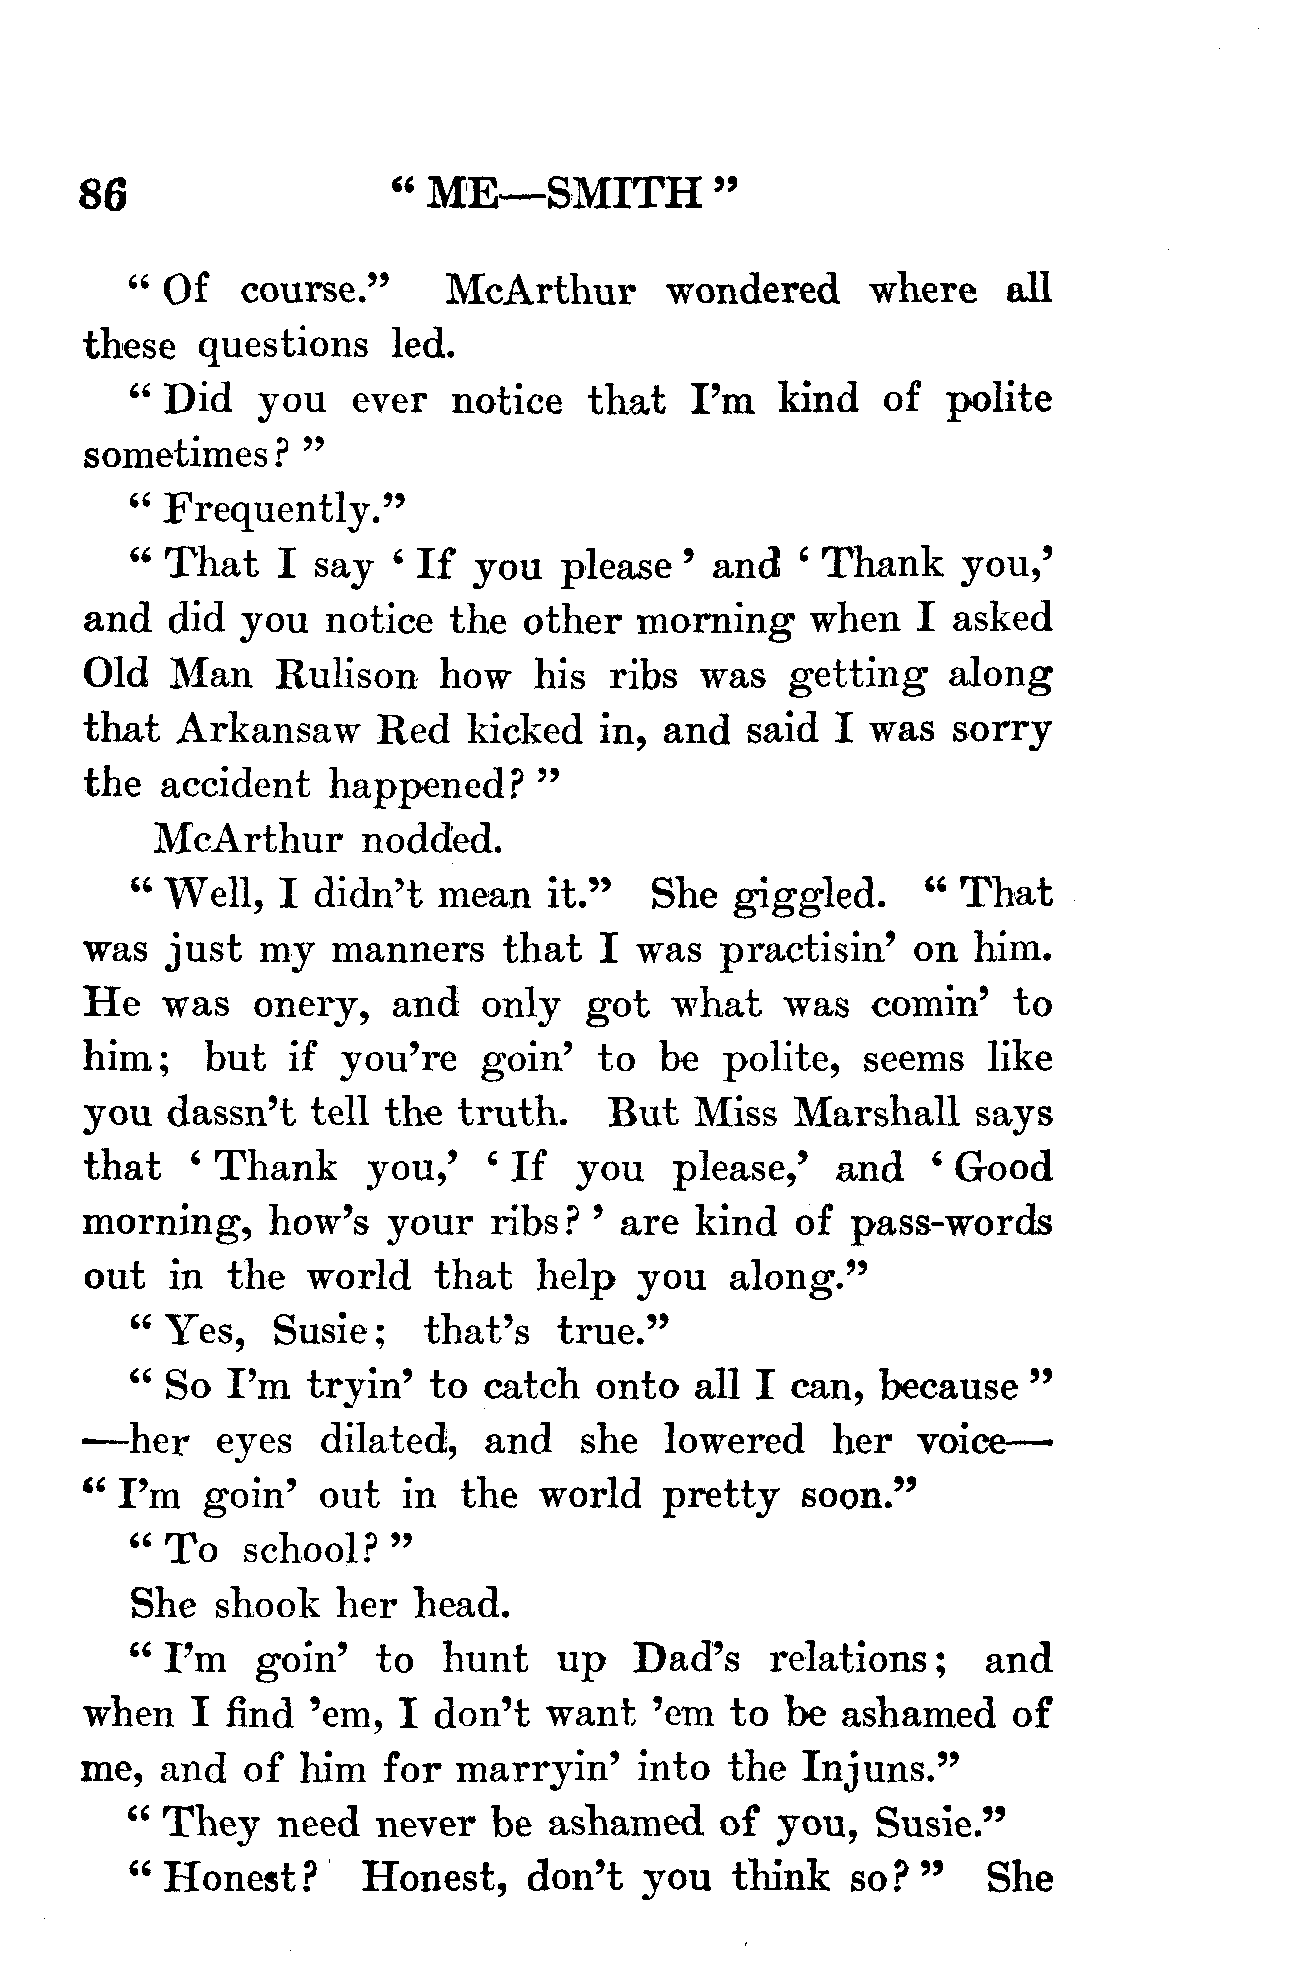 86 “ ME—SMITH ”
“ Of course.” McArthur wondered where all
these questions led.
“ Did you ever notice that I’m kind of polite
sometimes? ”
“ Frequently.”
“ That I say ‘ If you please ’ and ‘ Thank you,’
and did you notice the other morning when I asked
Old Man Rulison how his ribs was getting along
that Arkansaw Red kicked in, and said I was sorry
the accident happened? ”
McArthur nodded.
“ Well, I didn’t mean it.” She giggled. “ That
was just my manners that I was practisin’ on him.
He was onery, and only got what was comin’ to
him; but if you’re goin’ to be polite, seems like
you dassn’t tell the truth. But Miss Marshall says
that ‘ Thank you,’ ‘ If you please,’ and ‘ Good
morning, how’s your ribs? ’ are kind of pass-words
out in the world that help you along.”
“ Yes, Susie; that’s true.”
“ So I’m tryin’ to catch onto all I can, because ”
—her eyes dilated, and she lowered her voice—
“ I’m goin’ out in the world pretty soon.”
“ To school? ”
She shook her head.
“ I’m goin’ to hunt up Dad’s relations; and
when I find ’em, I don’t want ’em to be ashamed of
me, and of him for marryin’ into the Injuns.”
“ They need never be ashamed of you, Susie.”
“ Honest? Honest, don’t you think so? ” She